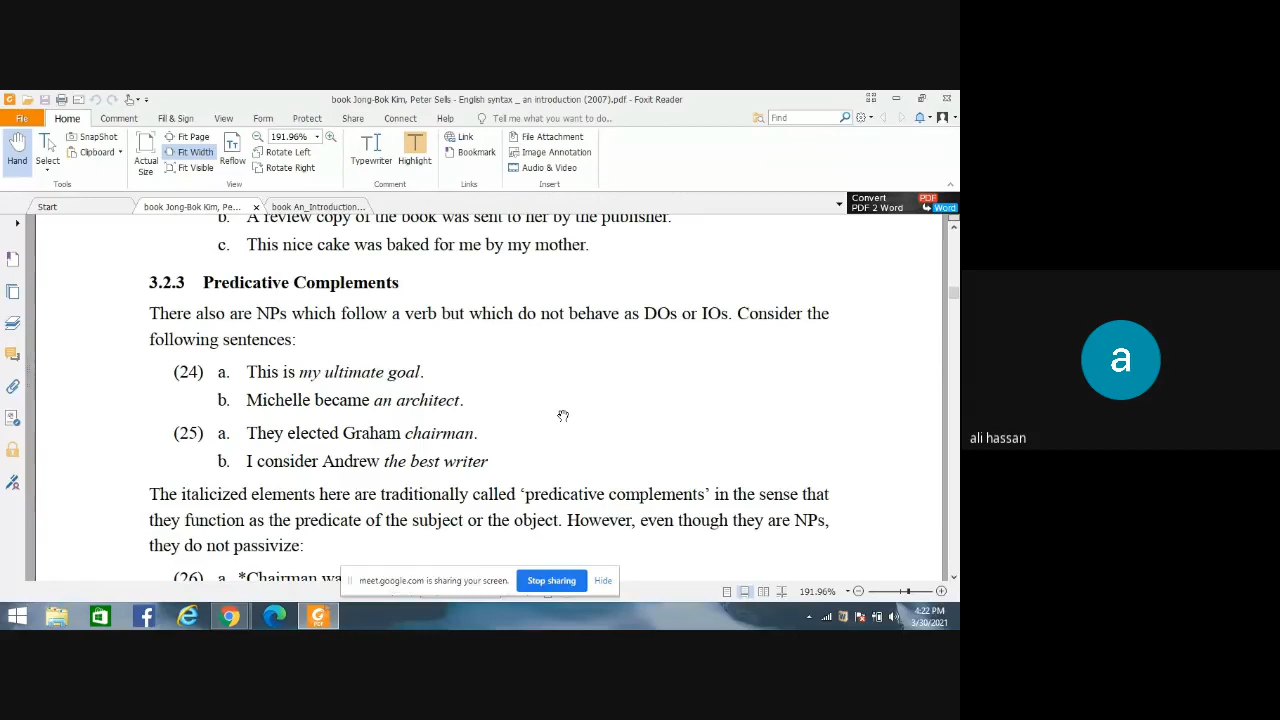 book Jong-Bok Kim, Peter Sells - English syntax _ an introduction (2007).pdf - Foxit Reader
File Home Comment Fill & Sign View Form Protect Share Connect Help Tell me what you want to do.. Find
Hand Select SnapShot Clipboard Actual Size Fit Page Fit Width Fit Visible Reflow 191.96% Rotate Left Rotate Right Typewriter Highlight Link Bookmark File Attachment Image Annotation Audio & Video
Tools View Comment Links Insert
Start book Jong-Bok Kim, Pe... book An_Introduction... Convert PDF
PDF 2 Word Word
b. A review copy of the book was sent to her by the publisher.
c. This nice cake was baked for me by my mother.
3.2.3 Predicative Complements
There also are NPs which follow a verb but which do not behave as DOs or IOs. Consider the
following sentences:
(24) a. This is my ultimate goal.
b. Michelle became an architect.
(25) a. They elected Graham chairman.
b. I consider Andrew the best writer
The italicized elements here are traditionally called ‘predicative complements’ in the sense that
they function as the predicate of the subject or the object. However, even though they are NPs,
they do not passivize:
(26) a. *Chairman wa
meet.google.com is sharing your screen. Stop sharing Hide
191.96%
4:22 PM
3/30/2021
a
ali hassan